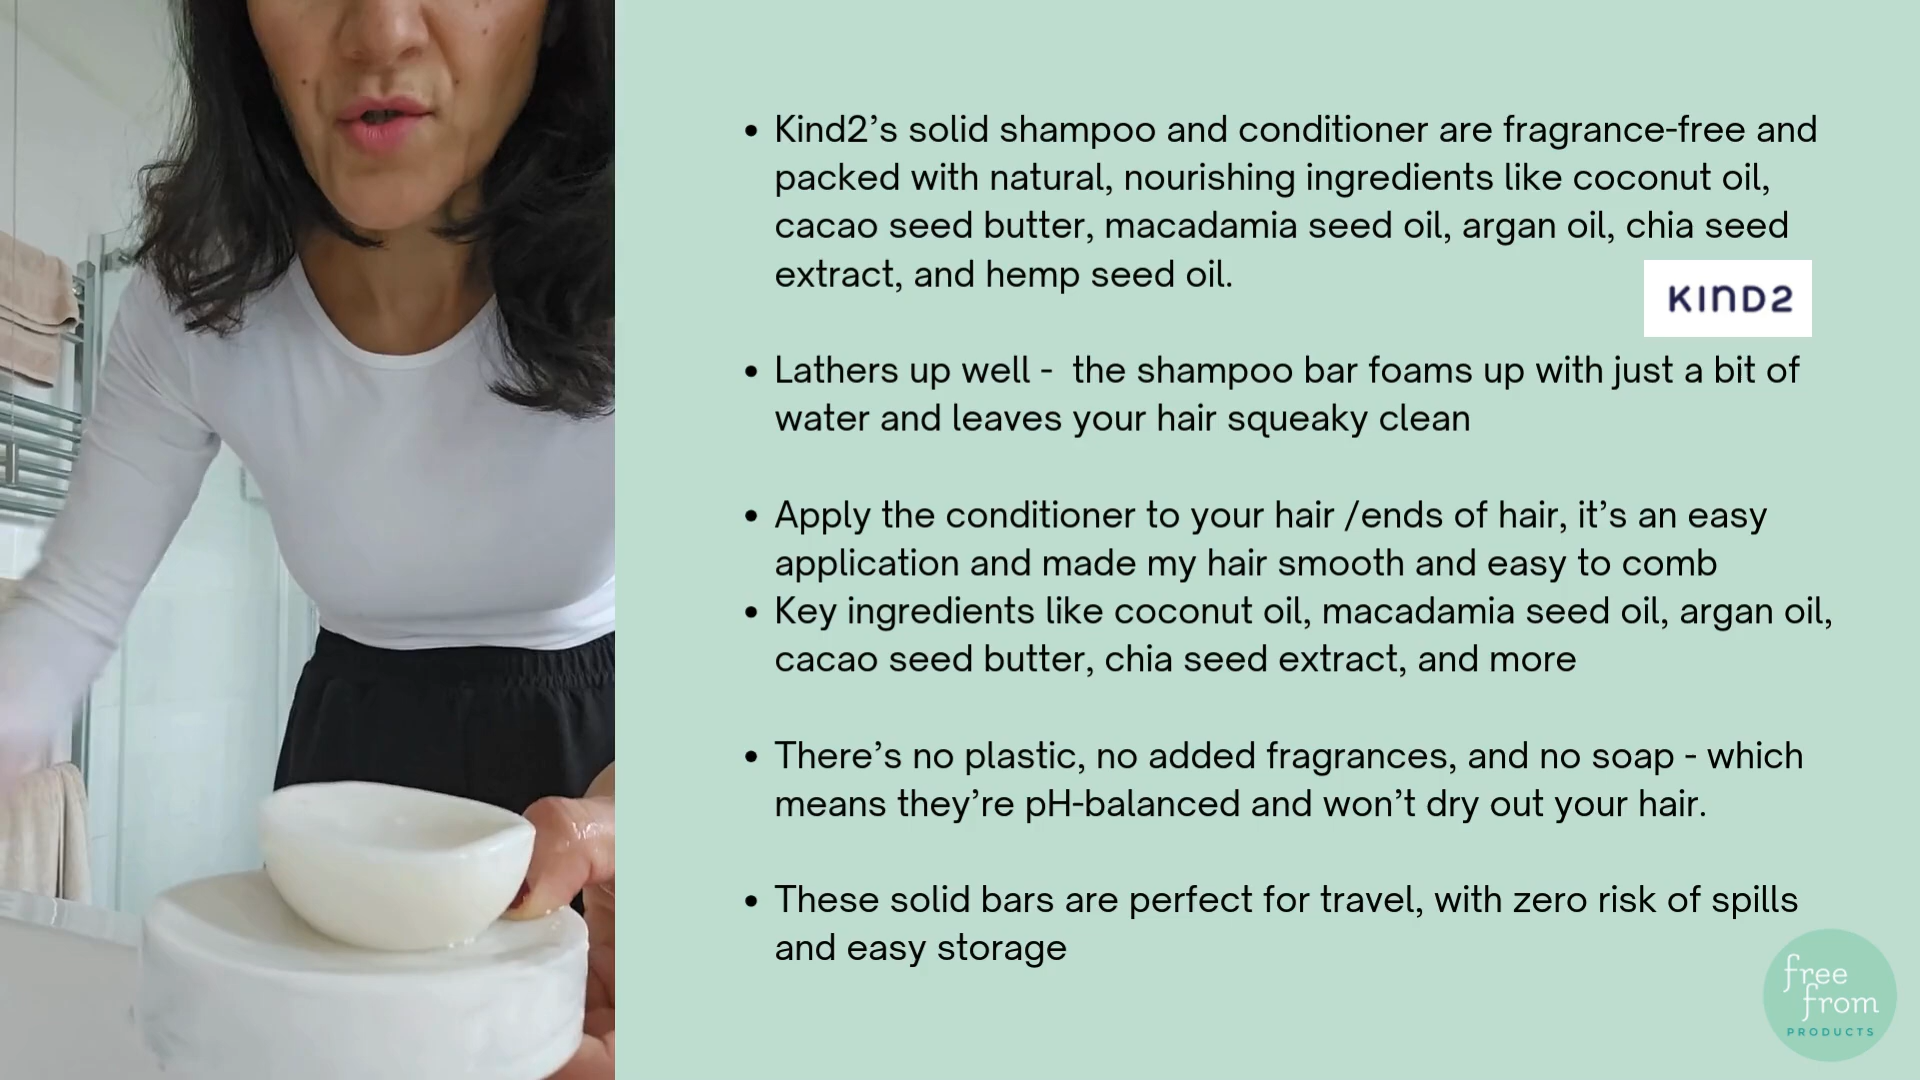 • Kind2’s solid shampoo and conditioner are fragrance-free and
packed with natural, nourishing ingredients like coconut oil,
cacao seed butter, macadamia seed oil, argan oil, chia seed
extract, and hemp seed oil.
KIND2
• Lathers up well -  the shampoo bar foams up with just a bit of
water and leaves your hair squeaky clean
• Apply the conditioner to your hair /ends of hair, it’s an easy
application and made my hair smooth and easy to comb
• Key ingredients like coconut oil, macadamia seed oil, argan oil,
cacao seed butter, chia seed extract, and more
• There’s no plastic, no added fragrances, and no soap - which
means they’re pH-balanced and won’t dry out your hair.
• These solid bars are perfect for travel, with zero risk of spills
and easy storage
free
from
PRODUCTS